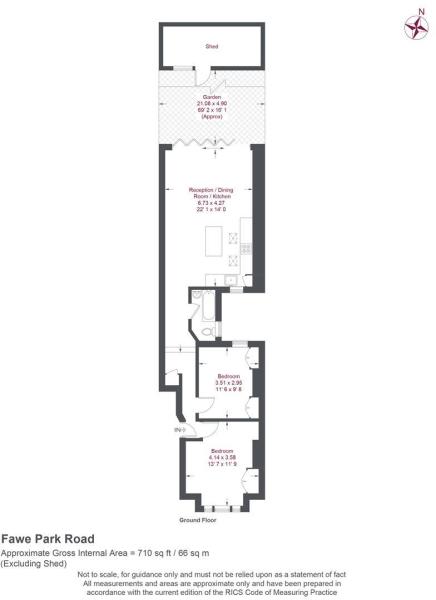 N
Shed
Garden
21.08 x 4.90
69'2 x 16'1
(Approx)
Reception / Dining
Room / Kitchen
6.73 x 4.27
22'1 x 14'0
Bedroom
3.51 x 2.95
11'6 x 9'8
IN
Bedroom
4.14 x 3.58
13'7 x 11'9
Ground Floor
Fawe Park Road
Approximate Gross Internal Area = 710 sq ft / 66 sq m
(Excluding Shed)
Not to scale, for guidance only and must not be relied upon as a statement of fact
All measurements and areas are approximate only and have been prepared in
accordance with the current edition of the RICS Code of Measuring Practice